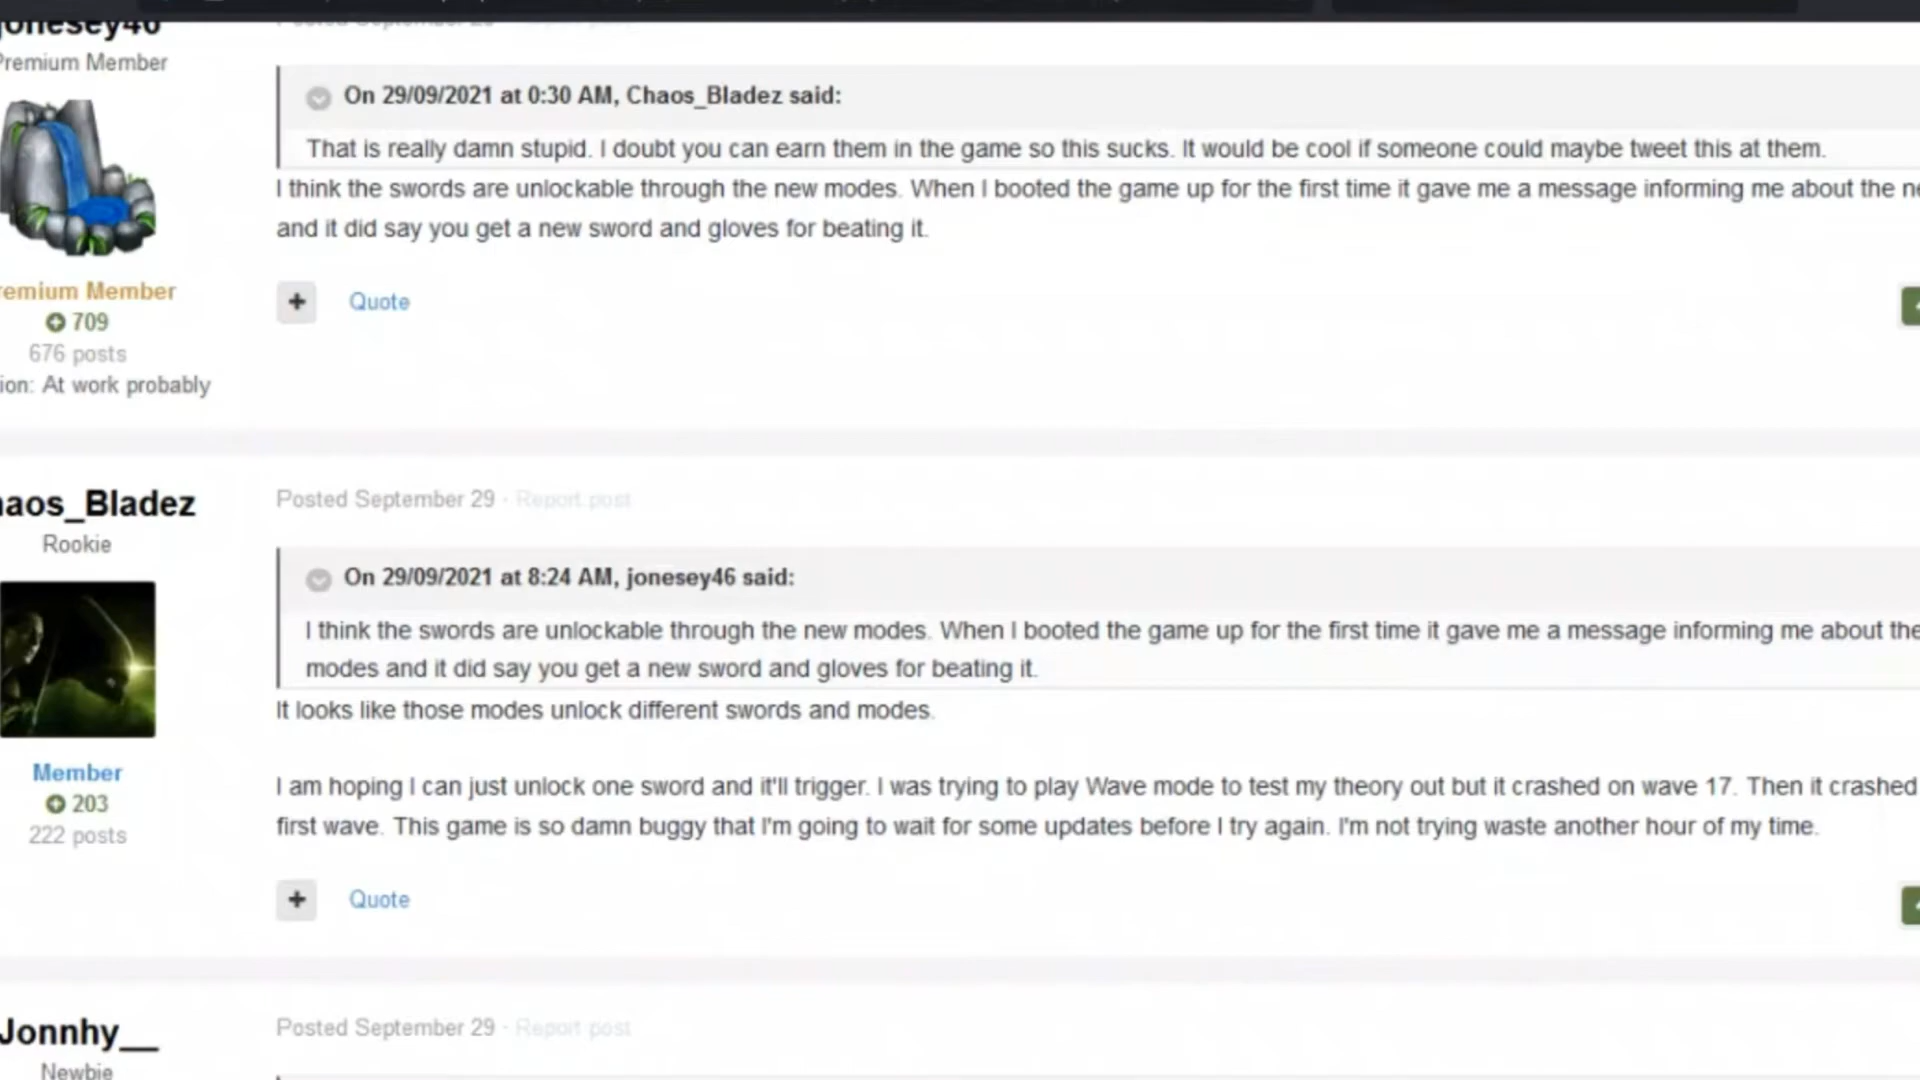 jonesey46
Premium Member
On 29/09/2021 at 0:30 AM, Chaos_Bladez said:
That is really damn stupid. I doubt you can earn them in the game so this sucks. It would be cool if someone could maybe tweet this at them.
I think the swords are unlockable through the new modes. When I booted the game up for the first time it gave me a message informing me about the
and it did say you get a new sword and gloves for beating it.
+ Quote
emium Member
709
676 posts
ion: At work probably
aos_Bladez
Rookie
Posted September 29 · Report post
On 29/09/2021 at 8:24 AM, jonesey46 said:
I think the swords are unlockable through the new modes. When I booted the game up for the first time it gave me a message informing me about the
modes and it did say you get a new sword and gloves for beating it.
It looks like those modes unlock different swords and modes.
I am hoping I can just unlock one sword and it'll trigger. I was trying to play Wave mode to test my theory out but it crashed on wave 17. Then it crashed
first wave. This game is so damn buggy that I'm going to wait for some updates before I try again. I'm not trying waste another hour of my time.
Member
203
222 posts
+ Quote
Jonnhy__
Newbie
Posted September 29 · Report post